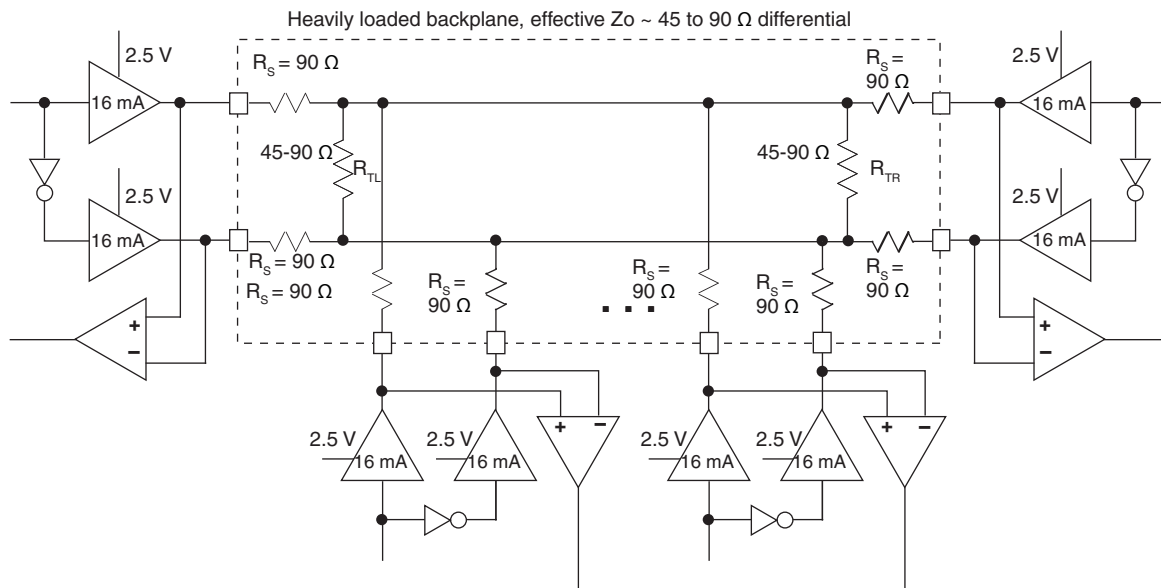 Heavily loaded backplane, effective Zo ~ 45 to 90 Ω differential
2.5 V
R_S = 90 Ω
R_S =
90 Ω
2.5 V
16 mA
16 mA
45-90 Ω
R_TL
45-90 Ω
R_TR
2.5 V
2.5 V
16 mA
16 mA
R_S = 90 Ω
R_S = 90 Ω
R_S =
90 Ω
R_S =
90 Ω
R_S =
90 Ω
R_S =
90 Ω
. . .
+
–
+
–
+
–
+
–
2.5 V
16 mA
2.5 V
16 mA
2.5 V
16 mA
2.5 V
16 mA